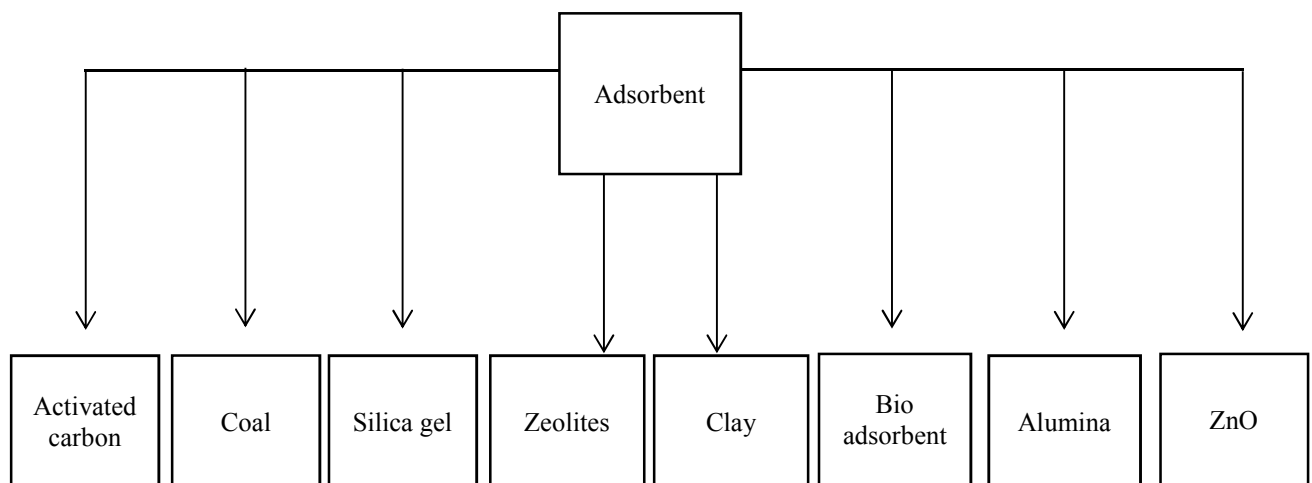 Adsorbent
Activated
carbon
Coal
Silica gel
Zeolites
Clay
Bio
adsorbent
Alumina
ZnO